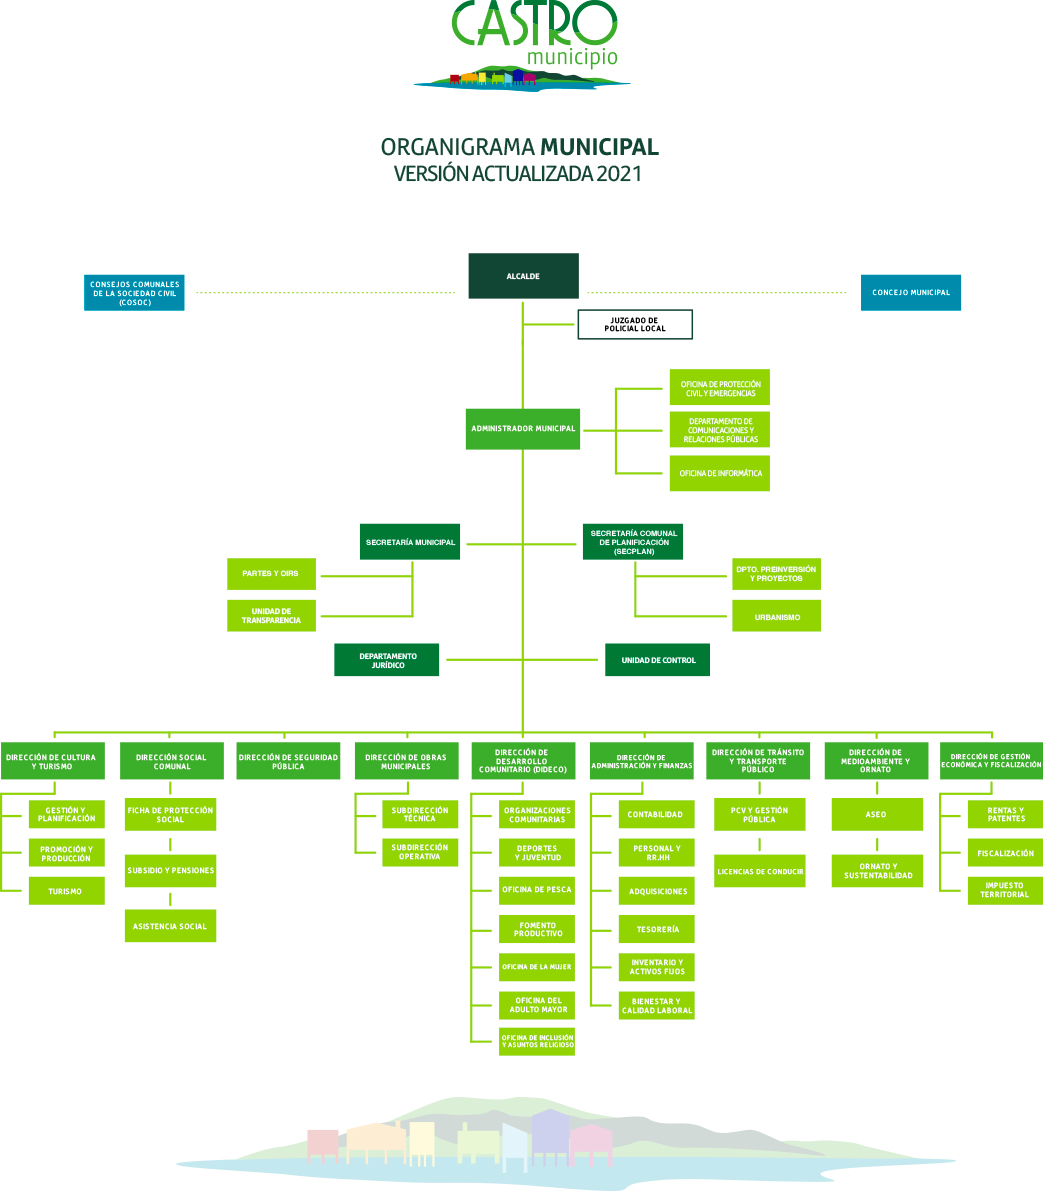 CASTRO
municipio
ORGANIGRAMA MUNICIPAL
VERSIÓN ACTUALIZADA 2021
ALCALDE
CONSEJOS COMUNALES
DE LA SOCIEDAD CIVIL
(COSOC)
CONCEJO MUNICIPAL
JUZGADO DE
POLICIAL LOCAL
OFICINA DE PROTECCIÓN
CIVIL Y EMERGENCIAS
ADMINISTRADOR MUNICIPAL
DEPARTAMENTO DE
COMUNICACIONES Y
RELACIONES PÚBLICAS
OFICINA DE INFORMÁTICA
SECRETARÍA MUNICIPAL
SECRETARÍA COMUNAL
DE PLANIFICACIÓN
(SECPLAN)
PARTES Y OIRS
DPTO. PREINVERSIÓN
Y PROYECTOS
UNIDAD DE
TRANSPARENCIA
URBANISMO
DEPARTAMENTO
JURÍDICO
UNIDAD DE CONTROL
DIRECCIÓN DE CULTURA
Y TURISMO
DIRECCIÓN SOCIAL
COMUNAL
DIRECCIÓN DE SEGURIDAD
PÚBLICA
DIRECCIÓN DE OBRAS
MUNICIPALES
DIRECCIÓN DE
DESARROLLO
COMUNITARIO (DIDECO)
DIRECCIÓN DE
ADMINISTRACIÓN Y FINANZAS
DIRECCIÓN DE TRÁNSITO
Y TRANSPORTE
PÚBLICO
DIRECCIÓN DE
MEDIOAMBIENTE Y
ORNATO
DIRECCIÓN DE GESTIÓN
ECONÓMICA Y FISCALIZACIÓN
GESTIÓN Y
PLANIFICACIÓN
PROMOCIÓN Y
PRODUCCIÓN
TURISMO
FICHA DE PROTECCIÓN
SOCIAL
SUBSIDIO Y PENSIONES
ASISTENCIA SOCIAL
SUBDIRECCIÓN
TÉCNICA
SUBDIRECCIÓN
OPERATIVA
ORGANIZACIONES
COMUNITARIAS
DEPORTES
Y JUVENTUD
OFICINA DE PESCA
FOMENTO
PRODUCTIVO
OFICINA DE LA MUJER
OFICINA DEL
ADULTO MAYOR
OFICINA DE INCLUSIÓN
Y ASUNTOS RELIGIOSO
CONTABILIDAD
PERSONAL Y
RR.HH
ADQUISICIONES
TESORERÍA
INVENTARIO Y
ACTIVOS FIJOS
BIENESTAR Y
CALIDAD LABORAL
PCV Y GESTIÓN
PÚBLICA
LICENCIAS DE CONDUCIR
ASEO
ORNATO Y
SUSTENTABILIDAD
RENTAS Y
PATENTES
FISCALIZACIÓN
IMPUESTO
TERRITORIAL